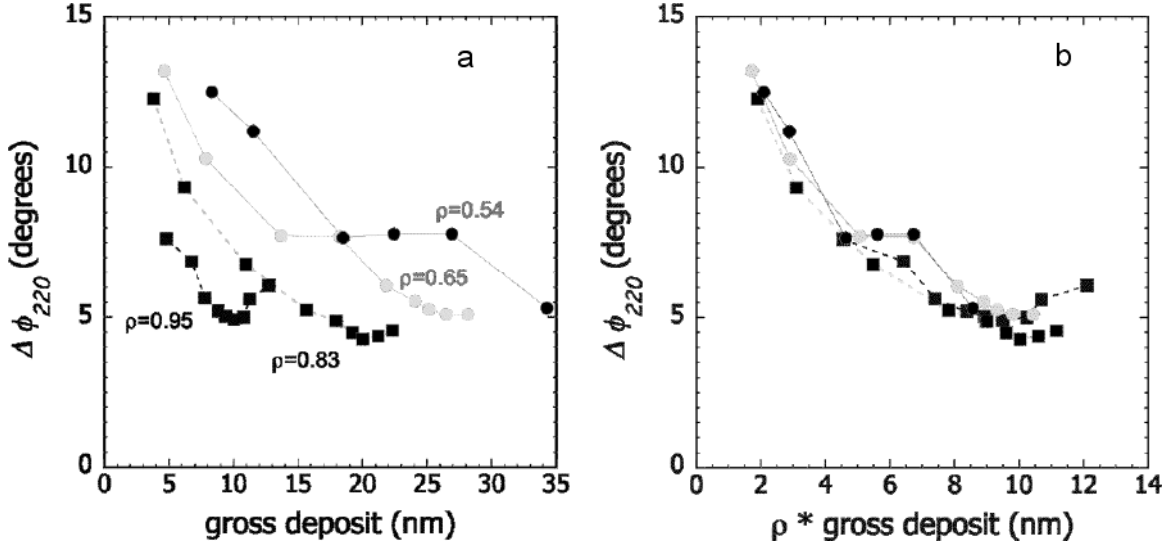 a
15
10
5
0
Δ ϕ220 (degrees)
ρ=0.54
ρ=0.65
ρ=0.95
ρ=0.83
0 5 10 15 20 25 30 35
gross deposit (nm)
b
15
10
5
0
Δ ϕ220 (degrees)
0 2 4 6 8 10 12 14
ρ * gross deposit (nm)